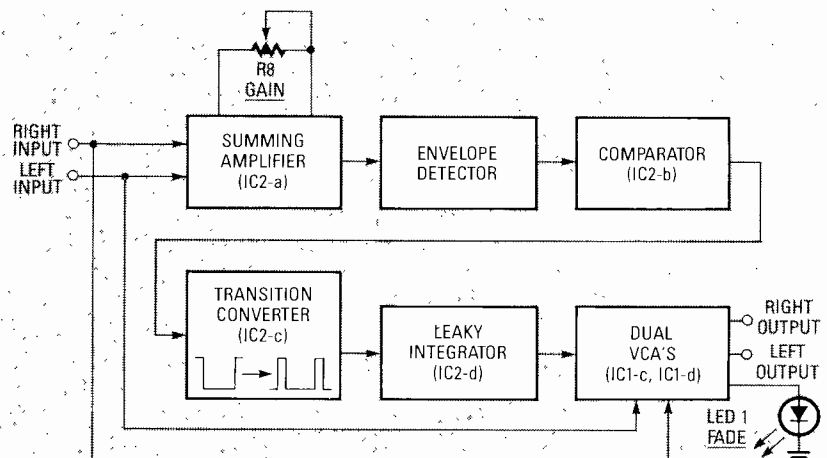 R8
GAIN
RIGHT
INPUT
LEFT
INPUT
SUMMING
AMPLIFIER
(IC2-a)
ENVELOPE
DETECTOR
COMPARATOR
(IC2-b)
TRANSITION
CONVERTER
(IC2-c)
LEAKY
INTEGRATOR
(IC2-d)
DUAL
VCA'S
(IC1-c, IC1-d)
RIGHT
OUTPUT
LEFT
OUTPUT
LED 1
FADE